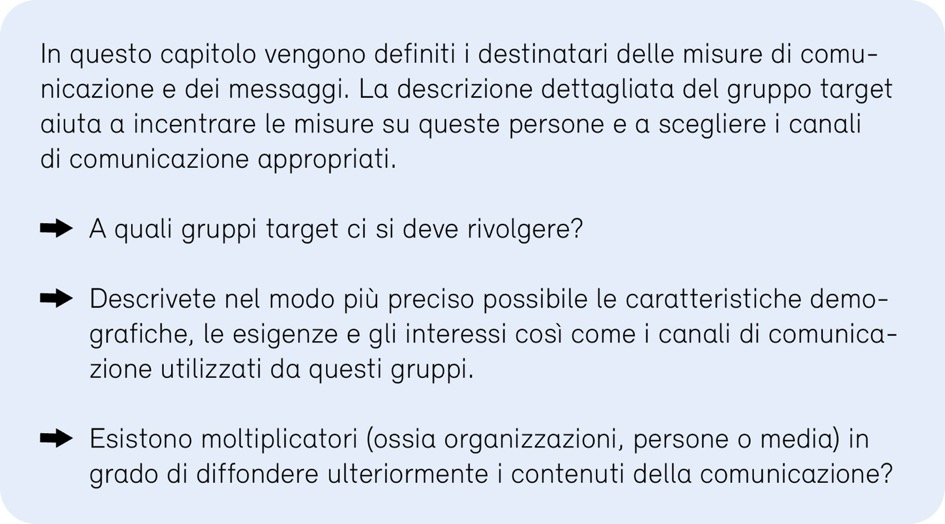 In questo capitolo vengono definiti i destinatari delle misure di comu-
nicazione e dei messaggi. La descrizione dettagliata del gruppo target
aiuta a incentrare le misure su queste persone e a scegliere i canali
di comunicazione appropriati.
➡ A quali gruppi target ci si deve rivolgere?
➡ Descrivete nel modo più preciso possibile le caratteristiche demo-
grafiche, le esigenze e gli interessi così come i canali di comunica-
zione utilizzati da questi gruppi.
➡ Esistono moltiplicatori (ossia organizzazioni, persone o media) in
grado di diffondere ulteriormente i contenuti della comunicazione?